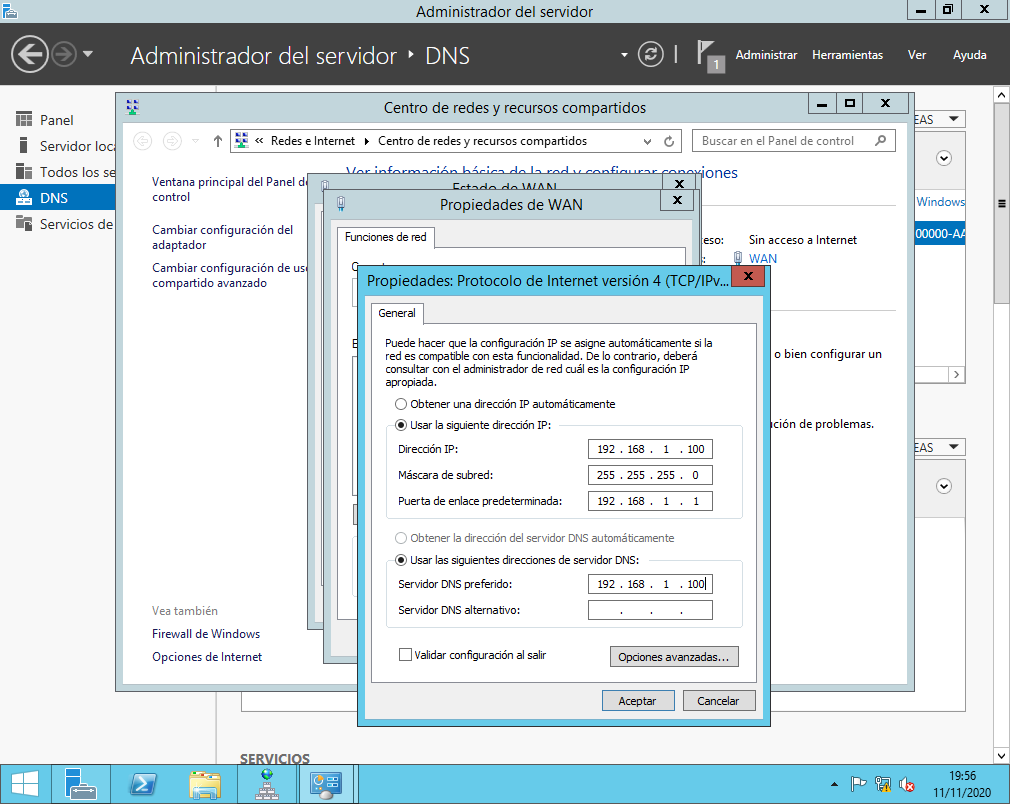 Administrador del servidor
Administrador del servidor ‣ DNS
1
Administrar
Herramientas
Ver
Ayuda
Panel
Servidor loca
Todos los se
DNS
Servicios de
EAS
Windows
00000-AA
EAS
SERVICIOS
Centro de redes y recursos compartidos
« Redes e Internet ‣ Centro de redes y recursos compartidos
Buscar en el Panel de control
Ventana principal del Panel de
control
Cambiar configuración del
adaptador
Cambiar configuración de uso
compartido avanzado
Vea también
Firewall de Windows
Opciones de Internet
Ver información básica de la red y configurar conexiones
eso:
Sin acceso a Internet
WAN
o bien configurar un
ución de problemas.
Estado de WAN
Propiedades de WAN
Funciones de red
Propiedades: Protocolo de Internet versión 4 (TCP/IPv...
General
Puede hacer que la configuración IP se asigne automáticamente si la
red es compatible con esta funcionalidad. De lo contrario, deberá
consultar con el administrador de red cuál es la configuración IP
apropiada.
Obtener una dirección IP automáticamente
Usar la siguiente dirección IP:
Dirección IP: 192 . 168 . 1 . 100
Máscara de subred: 255 . 255 . 255 . 0
Puerta de enlace predeterminada: 192 . 168 . 1 . 1
Obtener la dirección del servidor DNS automáticamente
Usar las siguientes direcciones de servidor DNS:
Servidor DNS preferido: 192 . 168 . 1 . 100
Servidor DNS alternativo: . . .
Validar configuración al salir
Opciones avanzadas...
Aceptar
Cancelar
19:56
11/11/2020